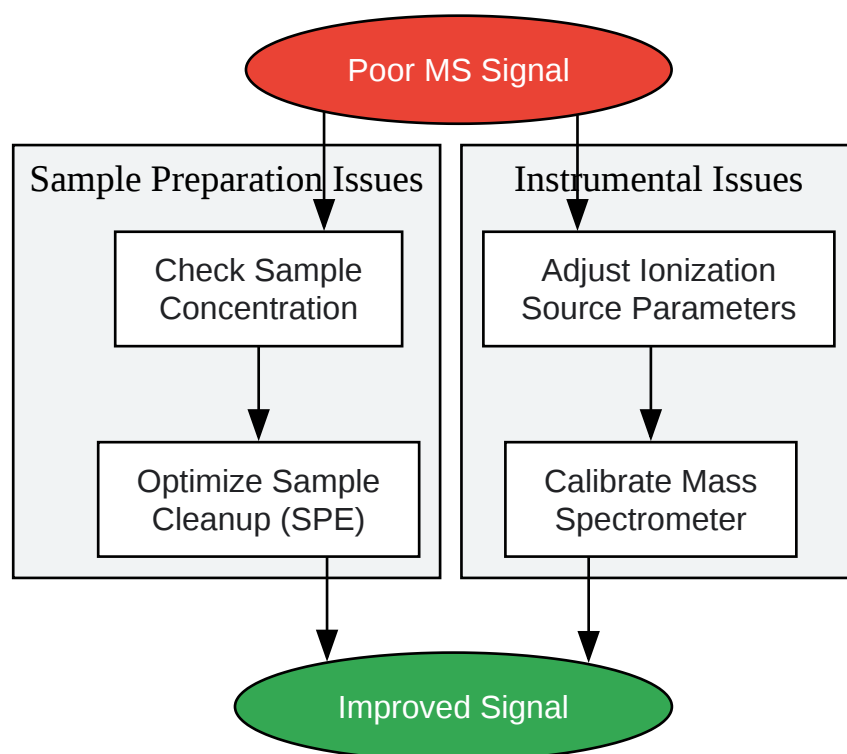 Poor MS Signal
Sample Preparation Issues
Check Sample
Concentration
Optimize Sample
Cleanup (SPE)
Instrumental Issues
Adjust Ionization
Source Parameters
Calibrate Mass
Spectrometer
Improved Signal